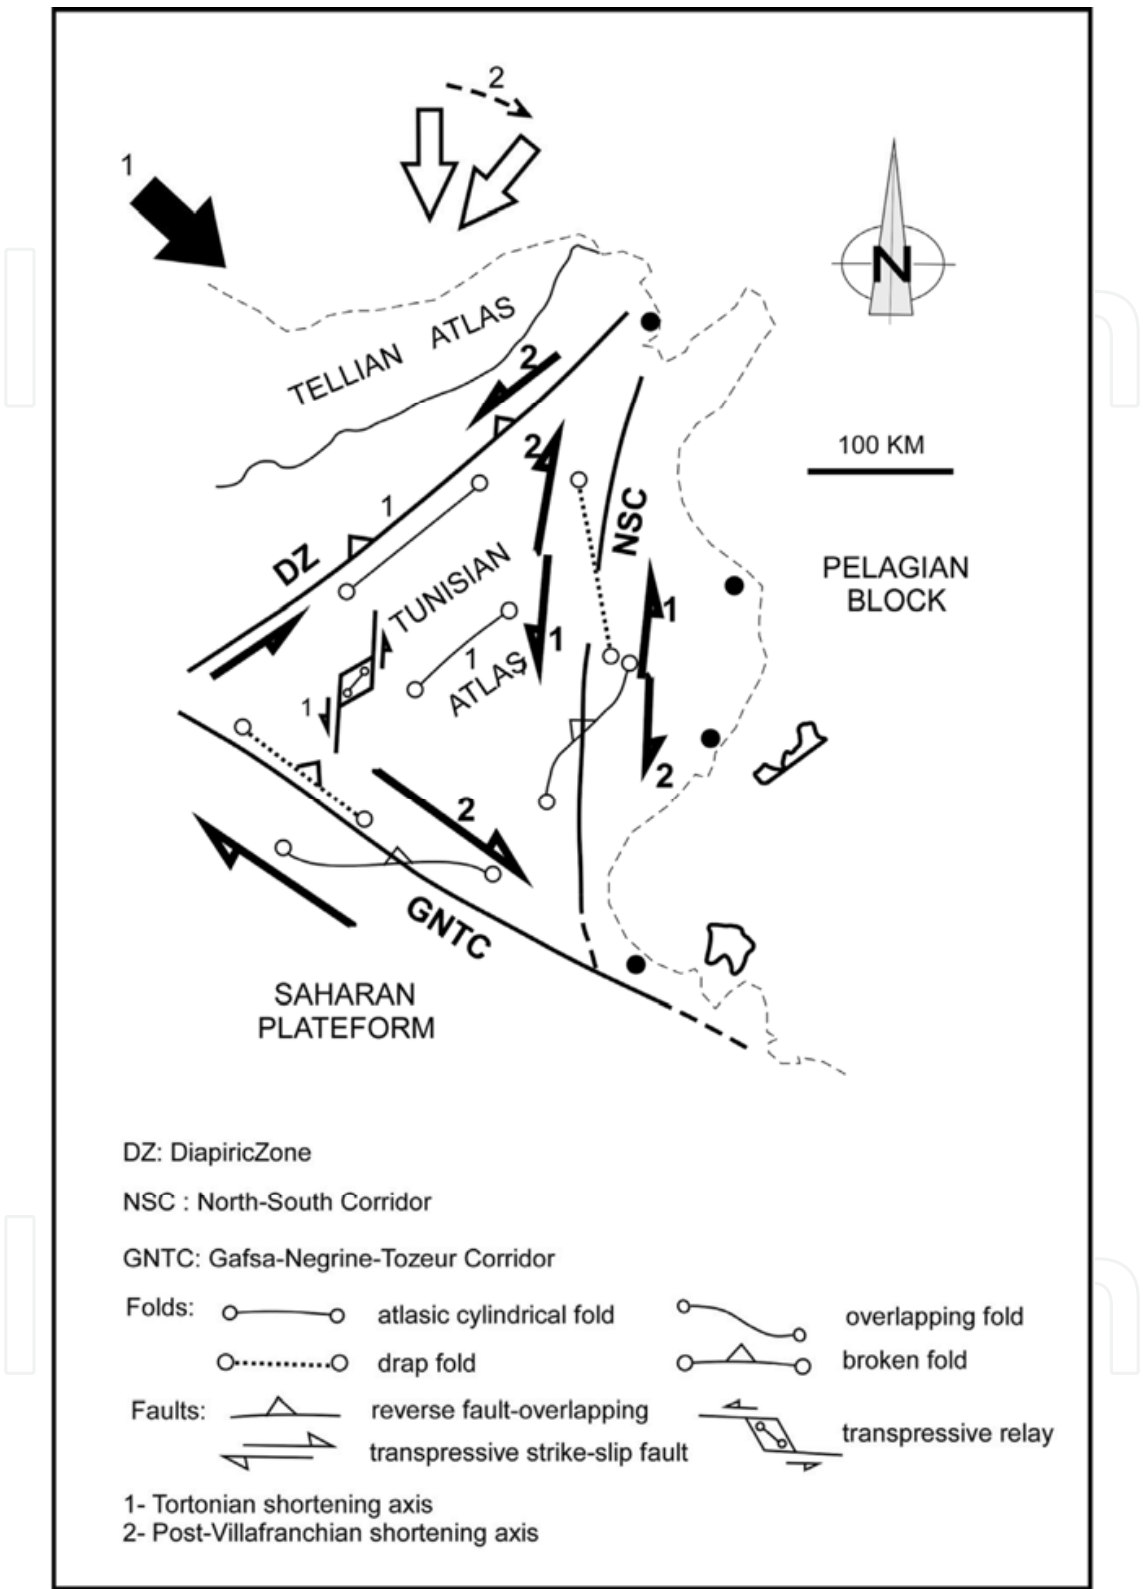 2
1
N
TELLIAN ATLAS
2
100 KM
2
1
NSC
DZ
TUNISIAN
PELAGIAN
BLOCK
1
1
1
ATLAS
1
2
2
GNTC
SAHARAN
PLATEFORM
DZ: DiapiricZone
NSC : North-South Corridor
GNTC: Gafsa-Negrine-Tozeur Corridor
Folds:
atlasic cylindrical fold
overlapping fold
drap fold
broken fold
Faults:
reverse fault-overlapping
transpressive strike-slip fault
transpressive relay
1- Tortonian shortening axis
2- Post-Villafranchian shortening axis